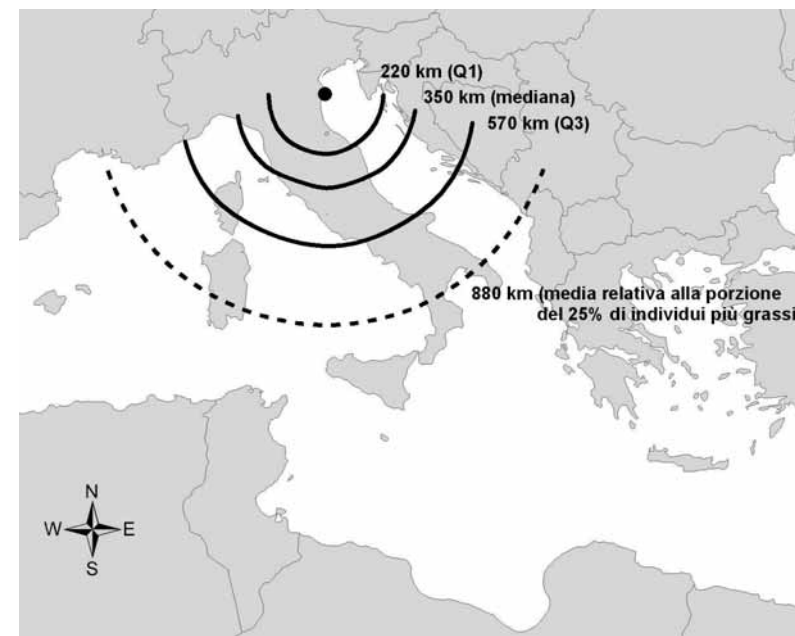 220 km (Q1)
350 km (mediana)
570 km (Q3)
880 km (media relativa alla porzione
del 25% di individui più grassi
N
W E
S